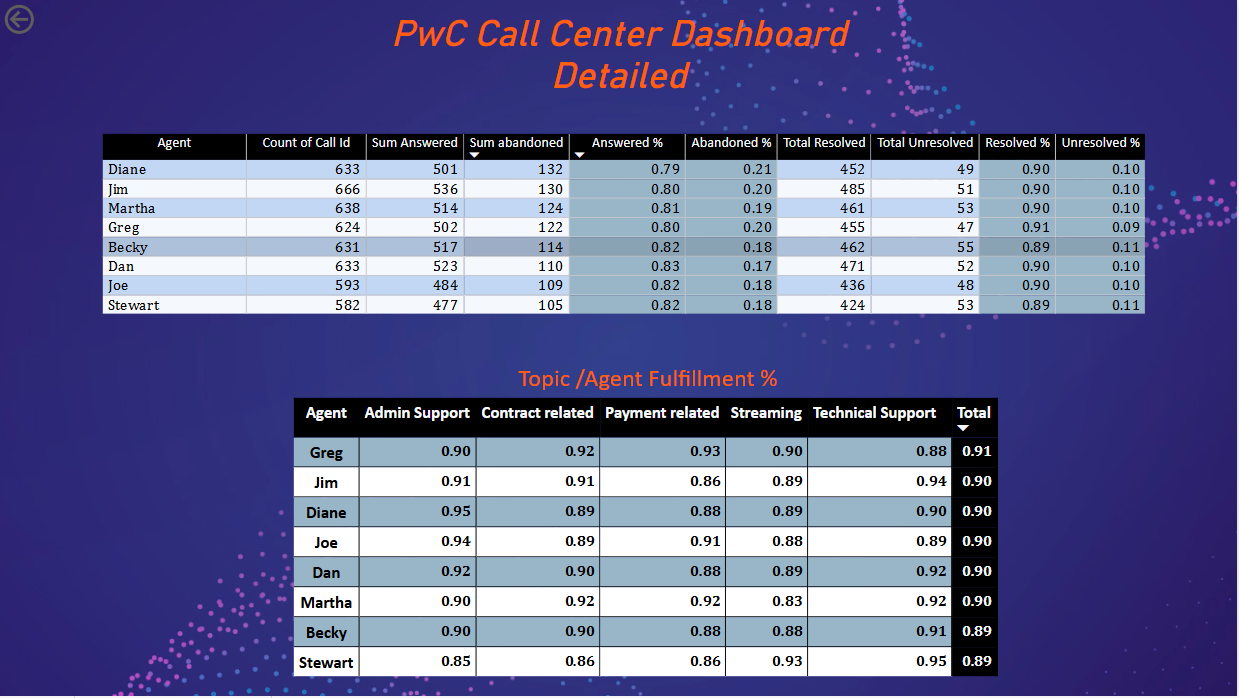 PwC Call Center Dashboard
Detailed
Agent Count of Call Id Sum Answered Sum abandoned Answered % Abandoned % Total Resolved Total Unresolved Resolved % Unresolved %
Diane 633 501 132 0.79 0.21 452 49 0.90 0.10
Jim 666 536 130 0.80 0.20 485 51 0.90 0.10
Martha 638 514 124 0.81 0.19 461 53 0.90 0.10
Greg 624 502 122 0.80 0.20 455 47 0.91 0.09
Becky 631 517 114 0.82 0.18 462 55 0.89 0.11
Dan 633 523 110 0.83 0.17 471 52 0.90 0.10
Joe 593 484 109 0.82 0.18 436 48 0.90 0.10
Stewart 582 477 105 0.82 0.18 424 53 0.89 0.11
Topic /Agent Fulfillment %
Agent Admin Support Contract related Payment related Streaming Technical Support Total
Greg 0.90 0.92 0.93 0.90 0.88 0.91
Jim 0.91 0.91 0.86 0.89 0.94 0.90
Diane 0.95 0.89 0.88 0.89 0.90 0.90
Joe 0.94 0.89 0.91 0.88 0.89 0.90
Dan 0.92 0.90 0.88 0.89 0.92 0.90
Martha 0.90 0.92 0.92 0.83 0.92 0.90
Becky 0.90 0.90 0.88 0.88 0.91 0.89
Stewart 0.85 0.86 0.86 0.93 0.95 0.89